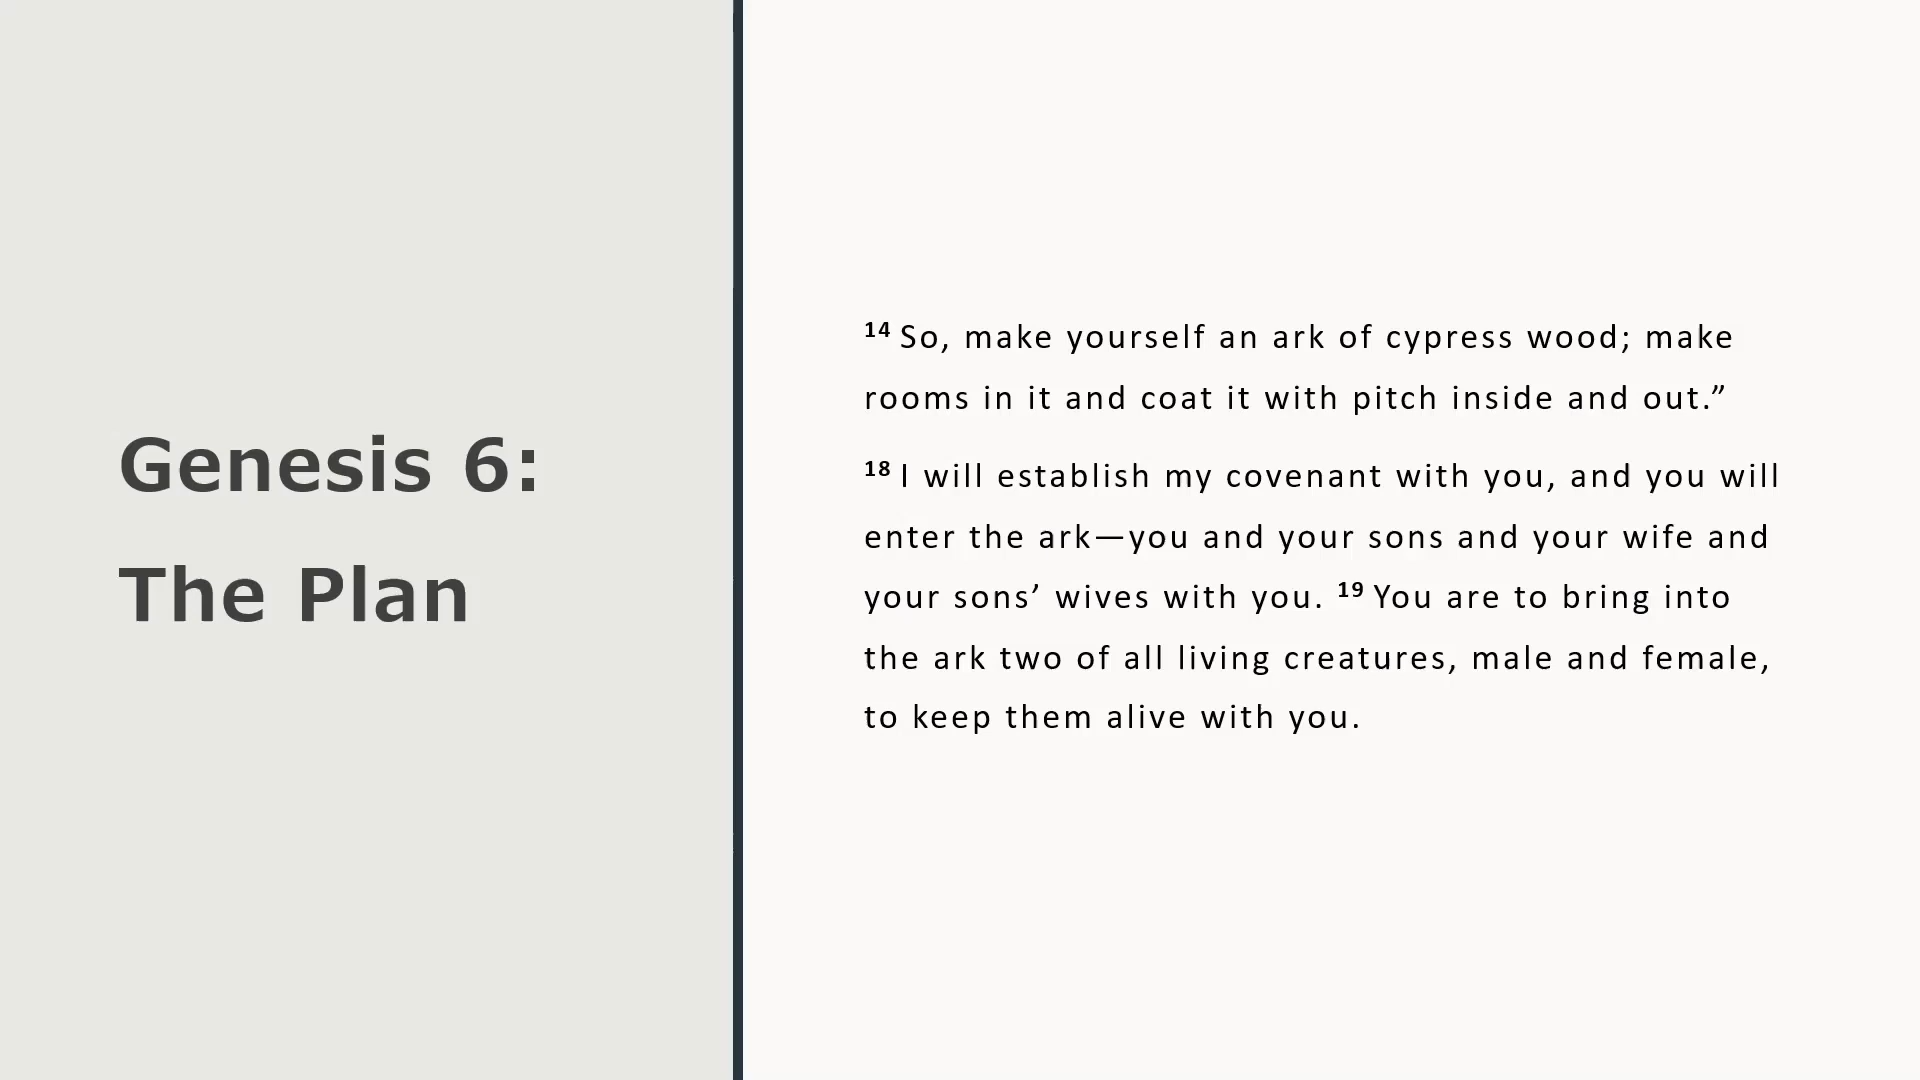 Genesis 6:
The Plan
14 So, make yourself an ark of cypress wood; make
rooms in it and coat it with pitch inside and out.”
18 I will establish my covenant with you, and you will
enter the ark—you and your sons and your wife and
your sons’ wives with you. 19 You are to bring into
the ark two of all living creatures, male and female,
to keep them alive with you.